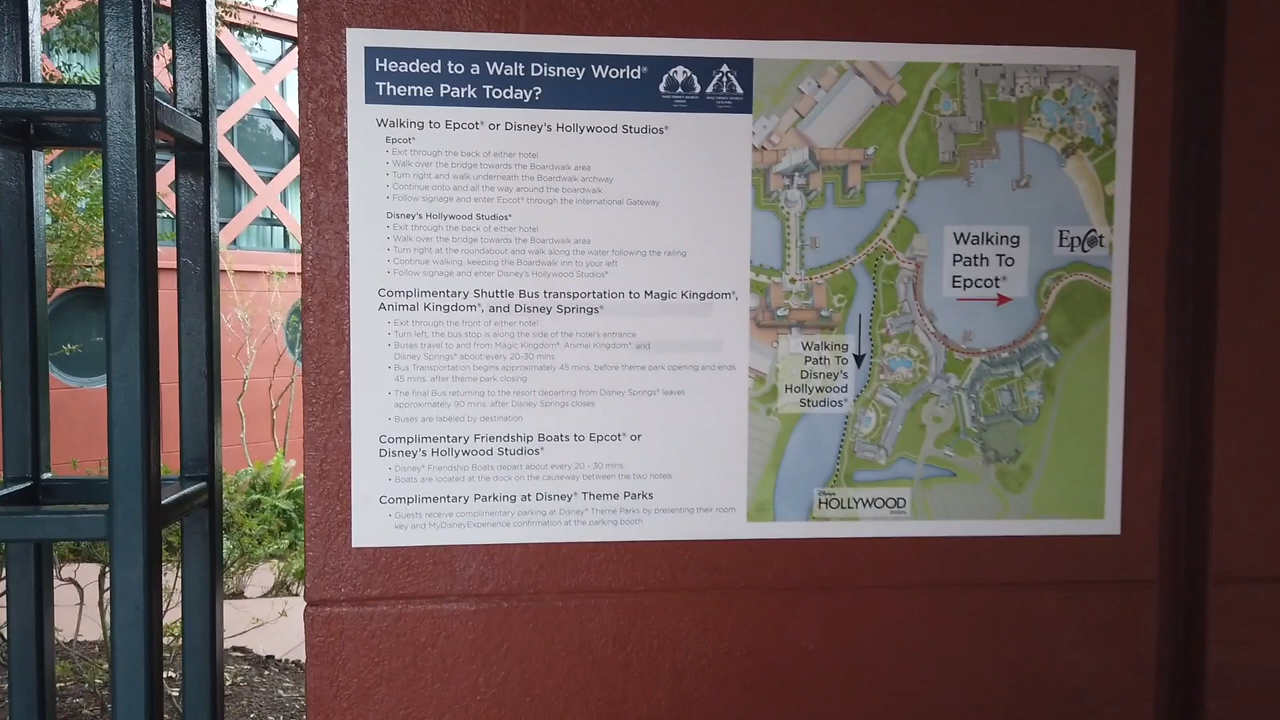 Headed to a Walt Disney World®
Theme Park Today?
Walking to Epcot® or Disney's Hollywood Studios®
Epcot®
• Exit through the back of either hotel
• Walk over the bridge towards the Boardwalk area
• Turn right and walk underneath the Boardwalk archway
• Continue onto and all the way around the boardwalk
• Follow signage and enter Epcot® through the International Gateway
Disney's Hollywood Studios®
• Exit through the back of either hotel
• Walk over the bridge towards the Boardwalk area
• Turn right at the roundabout and walk along the water following the railing
• Continue walking, keeping the Boardwalk inn to your left
• Follow signage and enter Disney's Hollywood Studios®
Complimentary Shuttle Bus transportation to Magic Kingdom®,
Animal Kingdom®, and Disney Springs®
• Exit through the front of either hotel
• Turn left, the bus stop is along the side of the hotel's entrance
• Buses travel to and from Magic Kingdom®, Animal Kingdom®, and
Disney Springs® about every 20-30 mins
• Bus Transportation begins approximately 45 mins. before theme park opening and ends
45 mins. after theme park closing
• The final Bus returning to the resort departing from Disney Springs® leaves
approximately 90 mins. after Disney Springs closes
• Buses are labeled by destination
Complimentary Friendship Boats to Epcot® or
Disney's Hollywood Studios®
• Disney® Friendship Boats depart about every 20 - 30 mins.
• Boats are located at the dock on the causeway between the two hotels
Complimentary Parking at Disney® Theme Parks
• Guests receive complimentary parking at Disney® Theme Parks by presenting their room
key and MyDisneyExperience confirmation at the parking booth
Walking
Path To
Epcot®
Epcot
Walking
Path To
Disney's
Hollywood
Studios®
Disney's
HOLLYWOOD